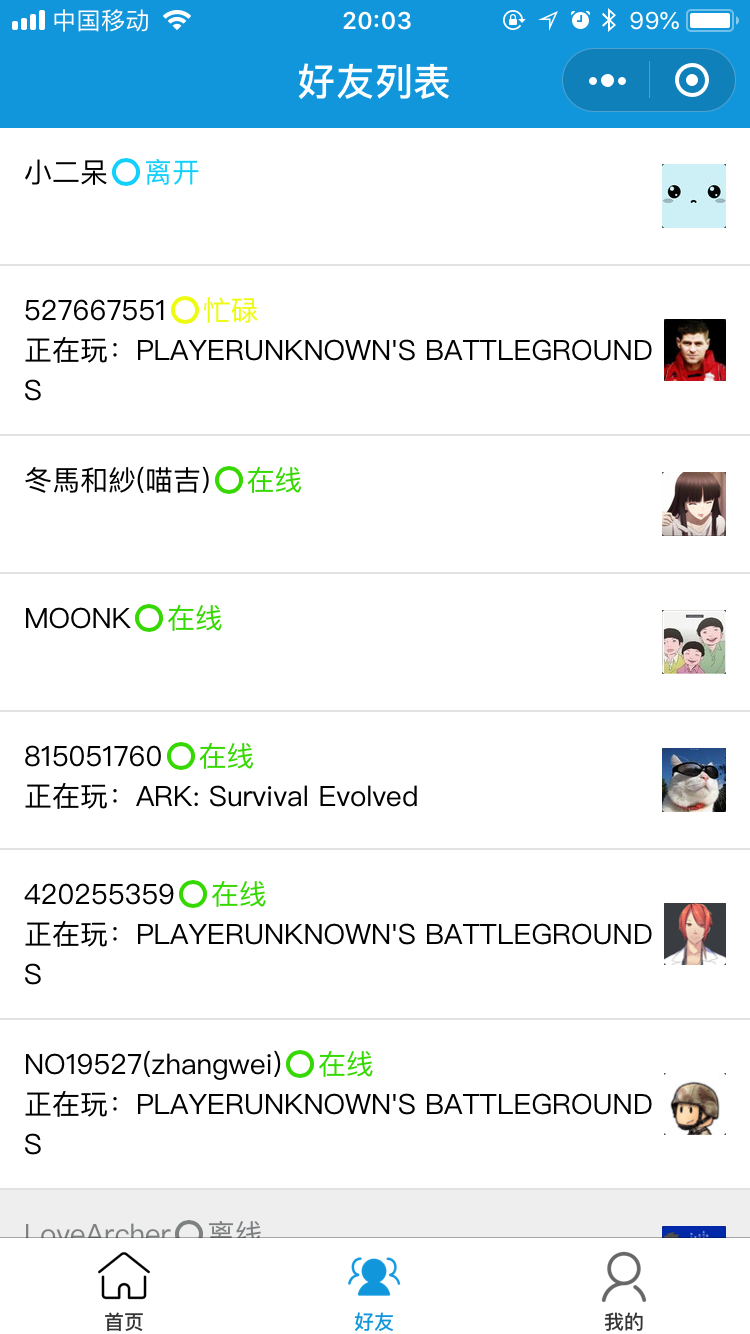 中国移动 20:03 99%
好友列表
小二呆 离开
527667551 忙碌
正在玩：PLAYERUNKNOWN'S BATTLEGROUND
S
冬馬和紗(喵吉) 在线
MOONK 在线
815051760 在线
正在玩：ARK: Survival Evolved
420255359 在线
正在玩：PLAYERUNKNOWN'S BATTLEGROUND
S
NO19527(zhangwei) 在线
正在玩：PLAYERUNKNOWN'S BATTLEGROUND
S
LoveArcher 离线
首页 好友 我的